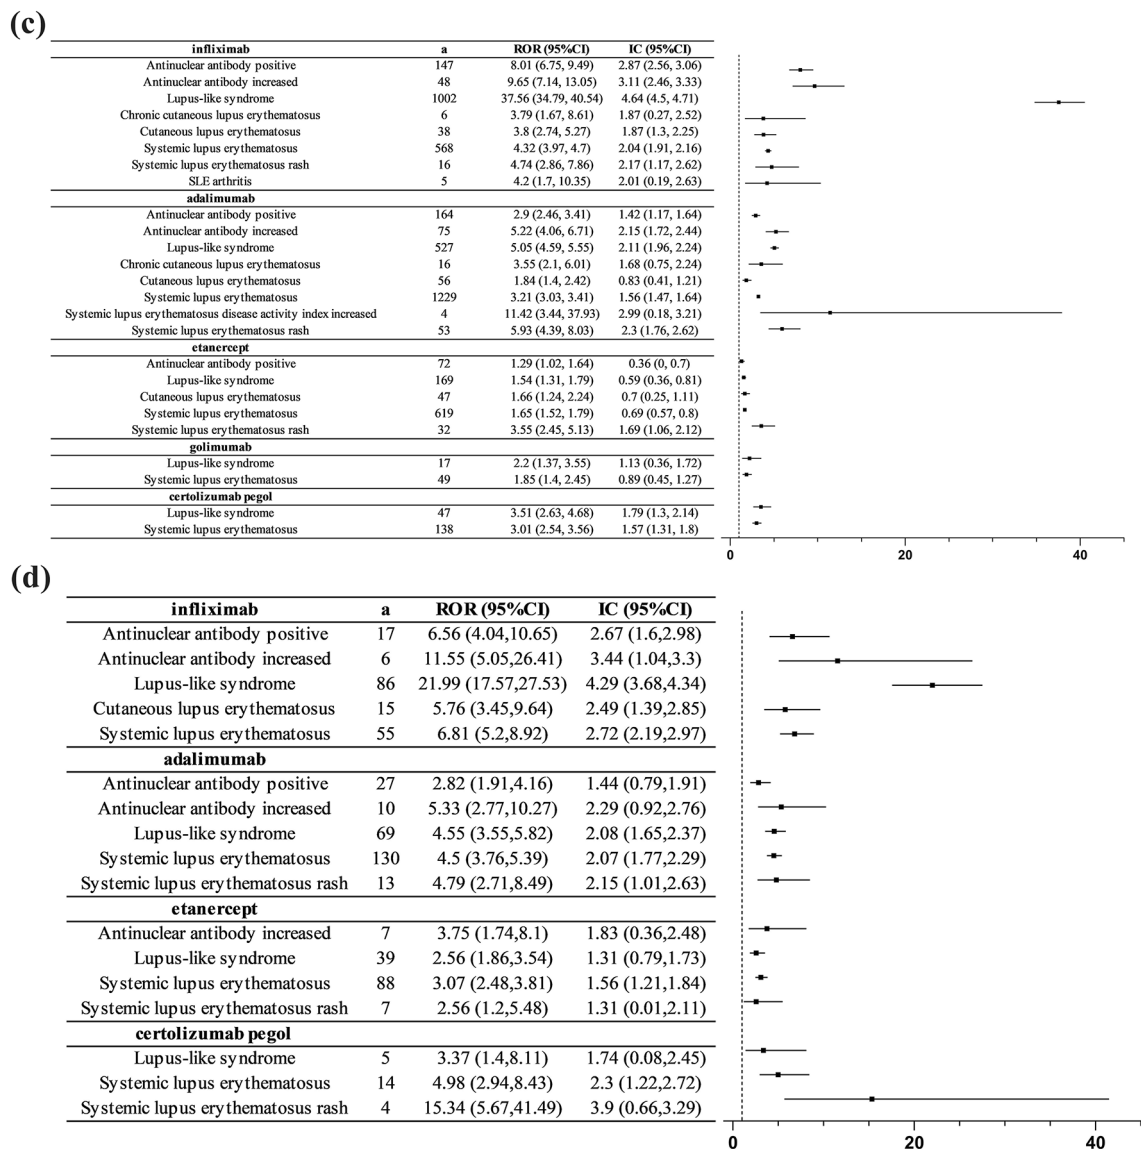 (c)
infliximab a ROR (95%CI) IC (95%CI)
Antinuclear antibody positive 147 8.01 (6.75, 9.49) 2.87 (2.56, 3.06)
Antinuclear antibody increased 48 9.65 (7.14, 13.05) 3.11 (2.46, 3.33)
Lupus-like syndrome 1002 37.56 (34.79, 40.54) 4.64 (4.5, 4.71)
Chronic cutaneous lupus erythematosus 6 3.79 (1.67, 8.61) 1.87 (0.27, 2.52)
Cutaneous lupus erythematosus 38 3.8 (2.74, 5.27) 1.87 (1.3, 2.25)
Systemic lupus erythematosus 568 4.32 (3.97, 4.7) 2.04 (1.91, 2.16)
Systemic lupus erythematosus rash 16 4.74 (2.86, 7.86) 2.17 (1.17, 2.62)
SLE arthritis 5 4.2 (1.7, 10.35) 2.01 (0.19, 2.63)
adalimumab
Antinuclear antibody positive 164 2.9 (2.46, 3.41) 1.42 (1.17, 1.64)
Antinuclear antibody increased 75 5.22 (4.06, 6.71) 2.15 (1.72, 2.44)
Lupus-like syndrome 527 5.05 (4.59, 5.55) 2.11 (1.96, 2.24)
Chronic cutaneous lupus erythematosus 16 3.55 (2.1, 6.01) 1.68 (0.75, 2.24)
Cutaneous lupus erythematosus 56 1.84 (1.4, 2.42) 0.83 (0.41, 1.21)
Systemic lupus erythematosus 1229 3.21 (3.03, 3.41) 1.56 (1.47, 1.64)
Systemic lupus erythematosus disease activity index increased 4 11.42 (3.44, 37.93) 2.99 (0.18, 3.21)
Systemic lupus erythematosus rash 53 5.93 (4.39, 8.03) 2.3 (1.76, 2.62)
etanercept
Antinuclear antibody positive 72 1.29 (1.02, 1.64) 0.36 (0, 0.7)
Lupus-like syndrome 169 1.54 (1.31, 1.79) 0.59 (0.36, 0.81)
Cutaneous lupus erythematosus 47 1.66 (1.24, 2.24) 0.7 (0.25, 1.11)
Systemic lupus erythematosus 619 1.65 (1.52, 1.79) 0.69 (0.57, 0.8)
Systemic lupus erythematosus rash 32 3.55 (2.45, 5.13) 1.69 (1.06, 2.12)
golimumab
Lupus-like syndrome 17 2.2 (1.37, 3.55) 1.13 (0.36, 1.72)
Systemic lupus erythematosus 49 1.85 (1.4, 2.45) 0.89 (0.45, 1.27)
certolizumab pegol
Lupus-like syndrome 47 3.51 (2.63, 4.68) 1.79 (1.3, 2.14)
Systemic lupus erythematosus 138 3.01 (2.54, 3.56) 1.57 (1.31, 1.8)
0 20 40
(d)
infliximab a ROR (95%CI) IC (95%CI)
Antinuclear antibody positive 17 6.56 (4.04,10.65) 2.67 (1.6,2.98)
Antinuclear antibody increased 6 11.55 (5.05,26.41) 3.44 (1.04,3.3)
Lupus-like syndrome 86 21.99 (17.57,27.53) 4.29 (3.68,4.34)
Cutaneous lupus erythematosus 15 5.76 (3.45,9.64) 2.49 (1.39,2.85)
Systemic lupus erythematosus 55 6.81 (5.2,8.92) 2.72 (2.19,2.97)
adalimumab
Antinuclear antibody positive 27 2.82 (1.91,4.16) 1.44 (0.79,1.91)
Antinuclear antibody increased 10 5.33 (2.77,10.27) 2.29 (0.92,2.76)
Lupus-like syndrome 69 4.55 (3.55,5.82) 2.08 (1.65,2.37)
Systemic lupus erythematosus 130 4.5 (3.76,5.39) 2.07 (1.77,2.29)
Systemic lupus erythematosus rash 13 4.79 (2.71,8.49) 2.15 (1.01,2.63)
etanercept
Antinuclear antibody increased 7 3.75 (1.74,8.1) 1.83 (0.36,2.48)
Lupus-like syndrome 39 2.56 (1.86,3.54) 1.31 (0.79,1.73)
Systemic lupus erythematosus 88 3.07 (2.48,3.81) 1.56 (1.21,1.84)
Systemic lupus erythematosus rash 7 2.56 (1.2,5.48) 1.31 (0.01,2.11)
certolizumab pegol
Lupus-like syndrome 5 3.37 (1.4,8.11) 1.74 (0.08,2.45)
Systemic lupus erythematosus 14 4.98 (2.94,8.43) 2.3 (1.22,2.72)
Systemic lupus erythematosus rash 4 15.34 (5.67,41.49) 3.9 (0.66,3.29)
0 20 40